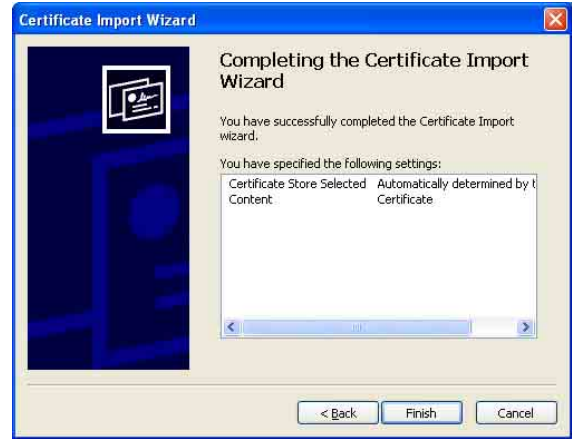 Certificate Import Wizard
Completing the Certificate Import
Wizard
You have successfully completed the Certificate Import
wizard.
You have specified the following settings:
Certificate Store Selected Automatically determined by t
Content Certificate
< Back Finish Cancel